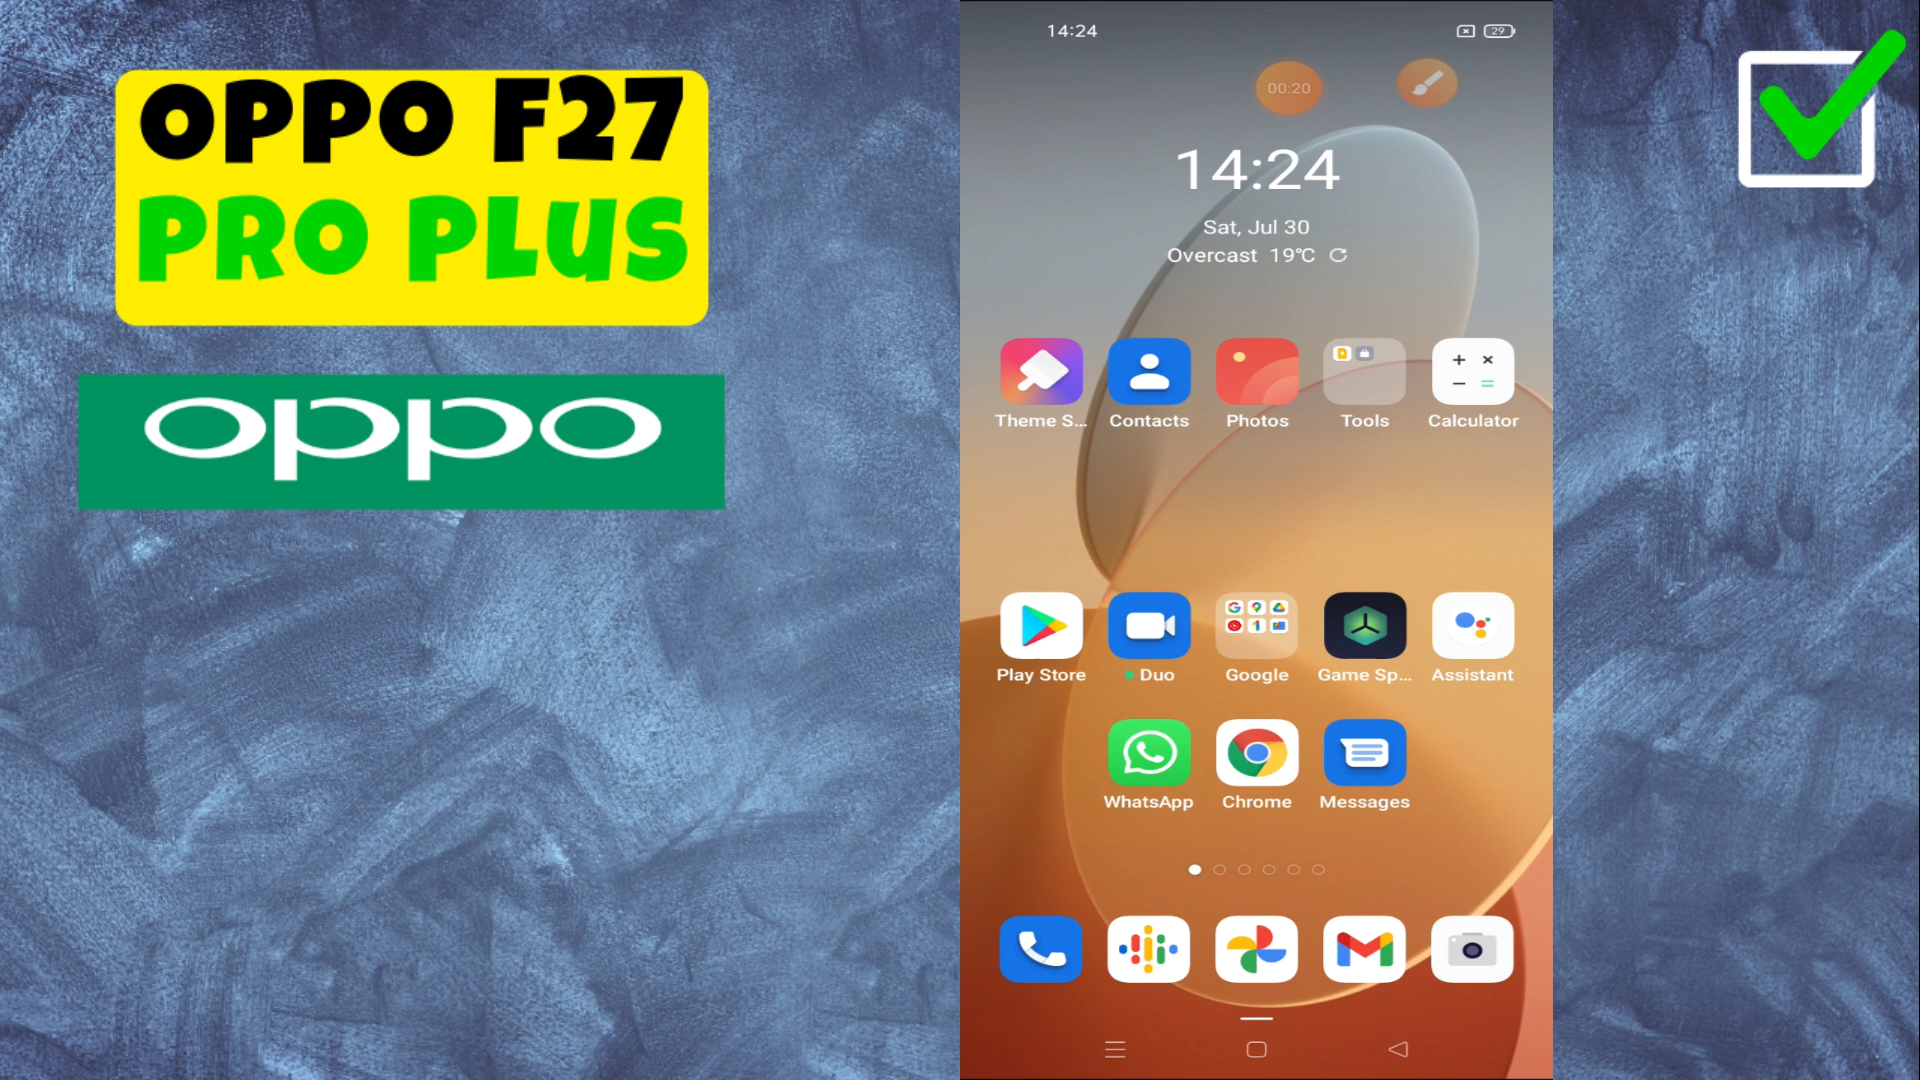 OPPO F27
PRO PLUS
oppo
14:24
29
00:20
14:24
Sat, Jul 30
Overcast 19℃
Theme S...
Contacts
Photos
Tools
Calculator
Play Store
Duo
Google
Game Sp...
Assistant
WhatsApp
Chrome
Messages